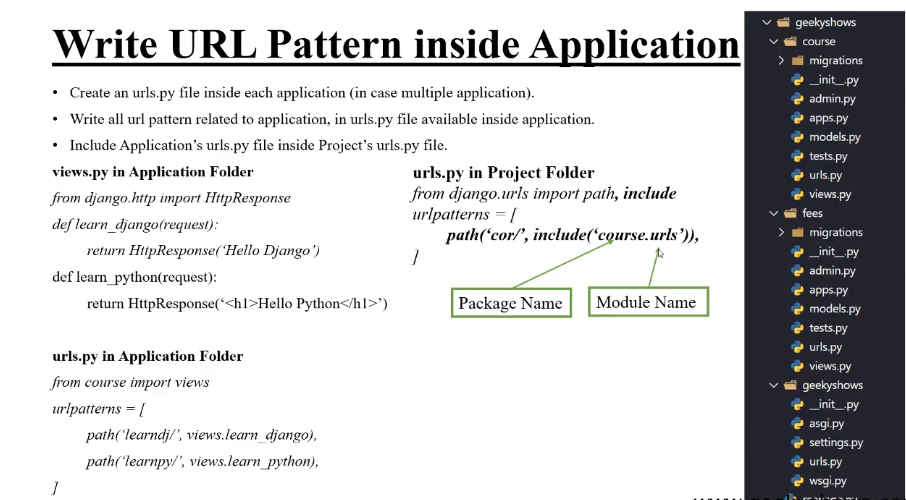 Write URL Pattern inside Application
• Create an urls.py file inside each application (in case multiple application).
• Write all url pattern related to application, in urls.py file available inside application.
• Include Application's urls.py file inside Project's urls.py file.
views.py in Application Folder
from django.http import HttpResponse
def learn_django(request):
return HttpResponse('Hello Django')
def learn_python(request):
return HttpResponse('<h1>Hello Python</h1>')
urls.py in Application Folder
from course import views
urlpatterns = [
path('learndj/', views.learn_django),
path('learnpy/', views.learn_python),
]
urls.py in Project Folder
from django.urls import path, include
urlpatterns = [
path('cor/', include('course.urls')),
]
Package Name
Module Name
geekyshows
course
migrations
__init__.py
admin.py
apps.py
models.py
tests.py
urls.py
views.py
fees
migrations
__init__.py
admin.py
apps.py
models.py
tests.py
urls.py
views.py
geekyshows
__init__.py
asgi.py
settings.py
urls.py
wsgi.py